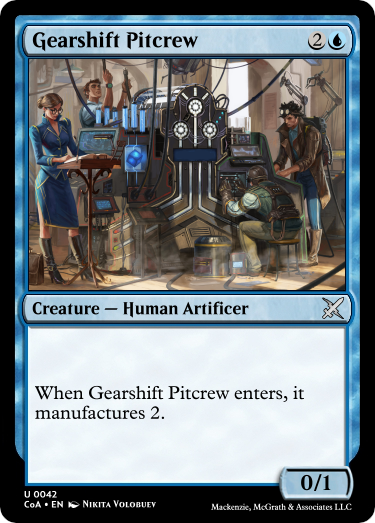 Gearshift Pitcrew 2
Creature — Human Artificer
When Gearshift Pitcrew enters, it
manufactures 2.
0/1
U 0042
CoA • EN Nikita Volobuev
Mackenzie, McGrath & Associates LLC